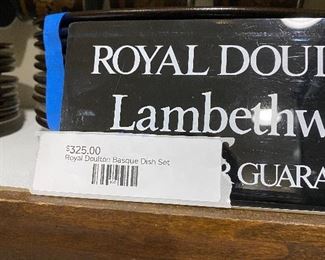 ROYAL DOUL
Lambethw
$325.00
Royal Doulton Basque Dish Set
R GUARA